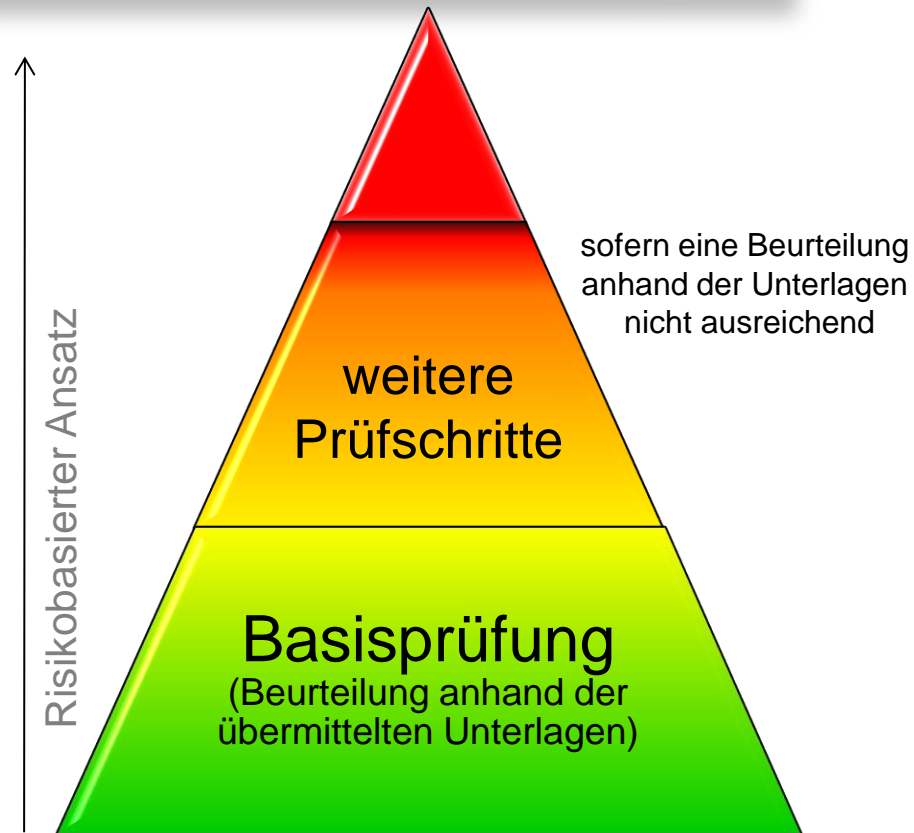 sofern eine Beurteilung
anhand der Unterlagen
nicht ausreichend
weitere
Prüfschritte
Risikobasierter Ansatz
Basisprüfung
(Beurteilung anhand der
übermittelten Unterlagen)